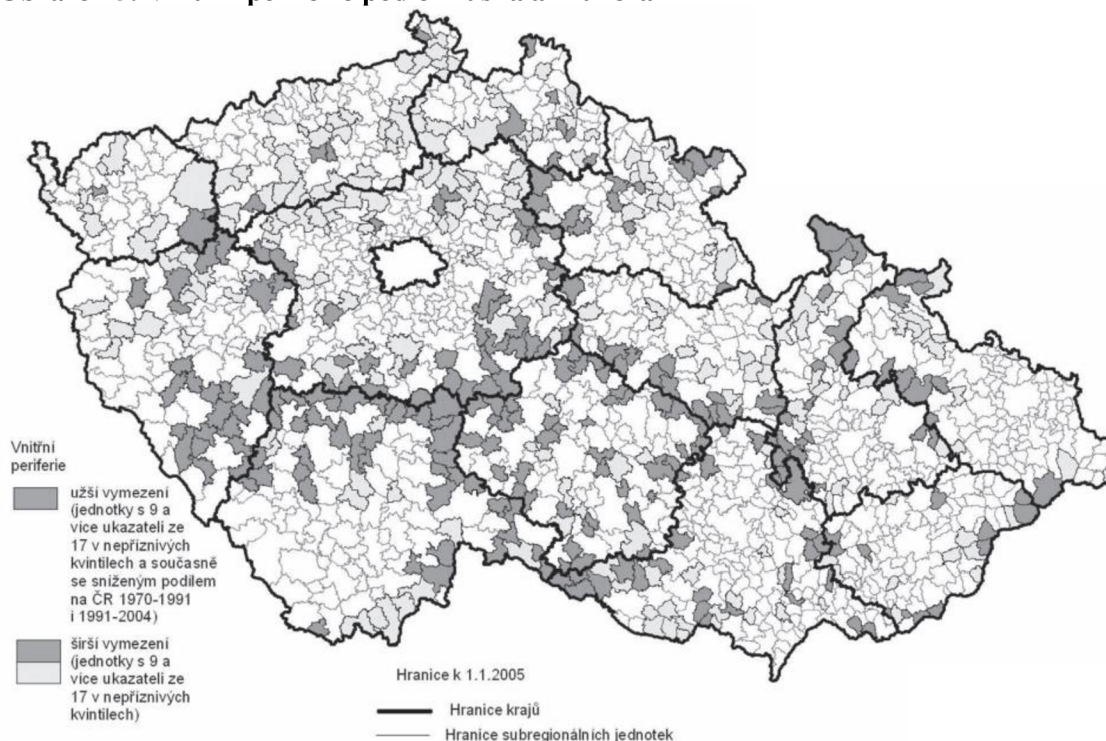 Vnitřní
periferie
užší vymezení
(jednotky s 9 a
více ukazateli ze
17 v nepříznivých
kvintilech a současně
se sníženým podílem
na ČR 1970-1991
i 1991-2004)
širší vymezení
(jednotky s 9 a
více ukazateli ze
17 v nepříznivých
kvintilech)
Hranice k 1.1.2005
Hranice krajů
Hranice subregionálních jednotek